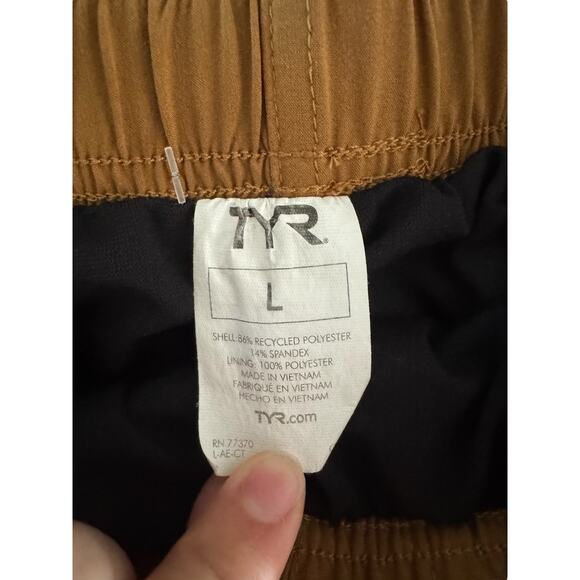 TYR
L
SHELL: 86% RECYCLED POLYESTER
14% SPANDEX
LINING: 100% POLYESTER
MADE IN VIETNAM
FABRIQUÉ EN VIETNAM
HECHO EN VIETNAM
TYR.com
RN 77370
L-AE-CT